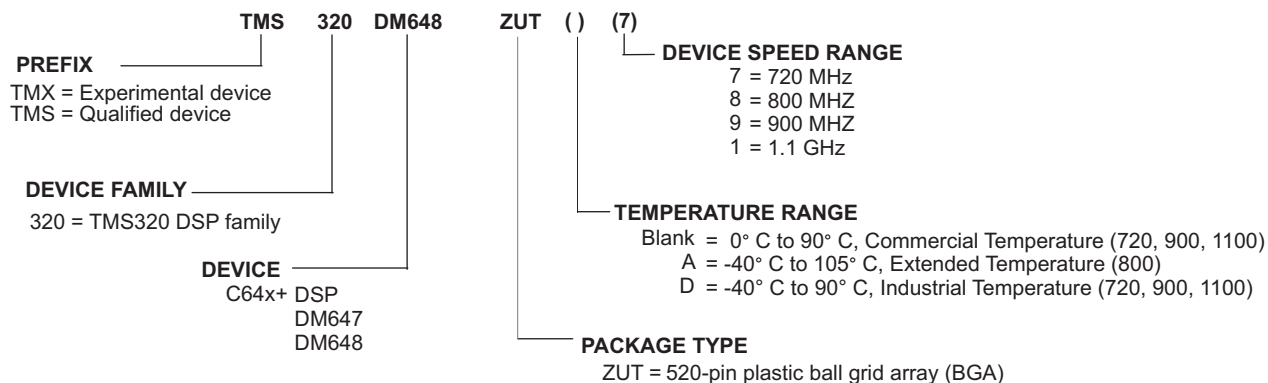 TMS 320 DM648 ZUT ( ) (7)
PREFIX
TMX = Experimental device
TMS = Qualified device
DEVICE SPEED RANGE
7 = 720 MHz
8 = 800 MHZ
9 = 900 MHZ
1 = 1.1 GHz
DEVICE FAMILY
320 = TMS320 DSP family
TEMPERATURE RANGE
Blank = 0° C to 90° C, Commercial Temperature (720, 900, 1100)
A = -40° C to 105° C, Extended Temperature (800)
D = -40° C to 90° C, Industrial Temperature (720, 900, 1100)
DEVICE
C64x+ DSP
DM647
DM648
PACKAGE TYPE
ZUT = 520-pin plastic ball grid array (BGA)